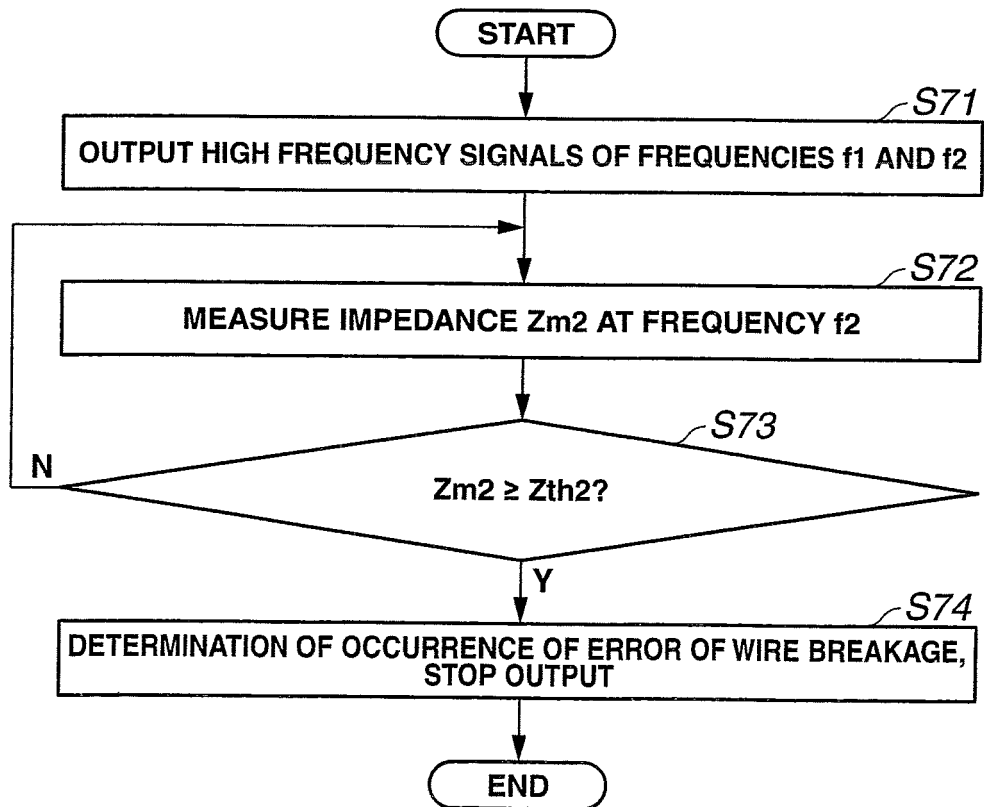 START
S71
OUTPUT HIGH FREQUENCY SIGNALS OF FREQUENCIES f1 AND f2
S72
MEASURE IMPEDANCE Zm2 AT FREQUENCY f2
S73
N
Zm2 ≥ Zth2?
Y
S74
DETERMINATION OF OCCURRENCE OF ERROR OF WIRE BREAKAGE,
STOP OUTPUT
END